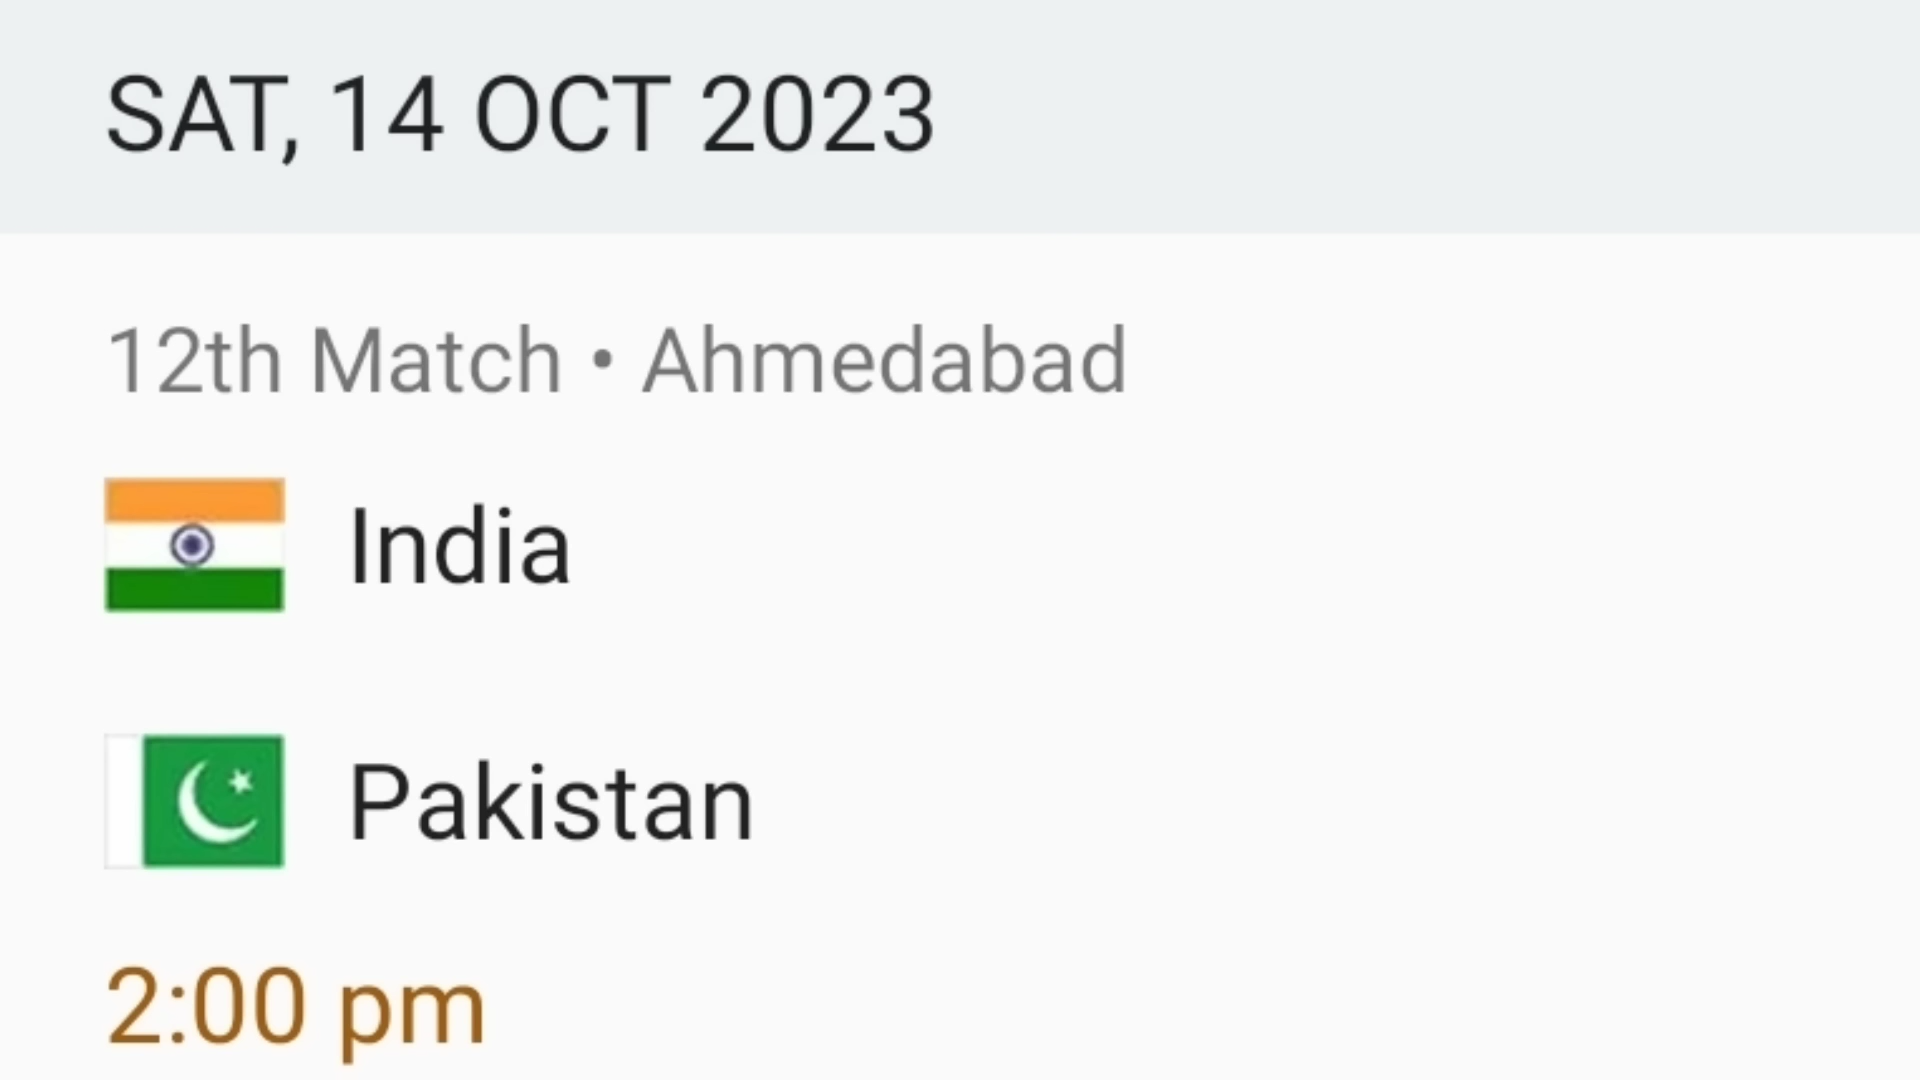 SAT, 14 OCT 2023
12th Match • Ahmedabad
India
Pakistan
2:00 pm